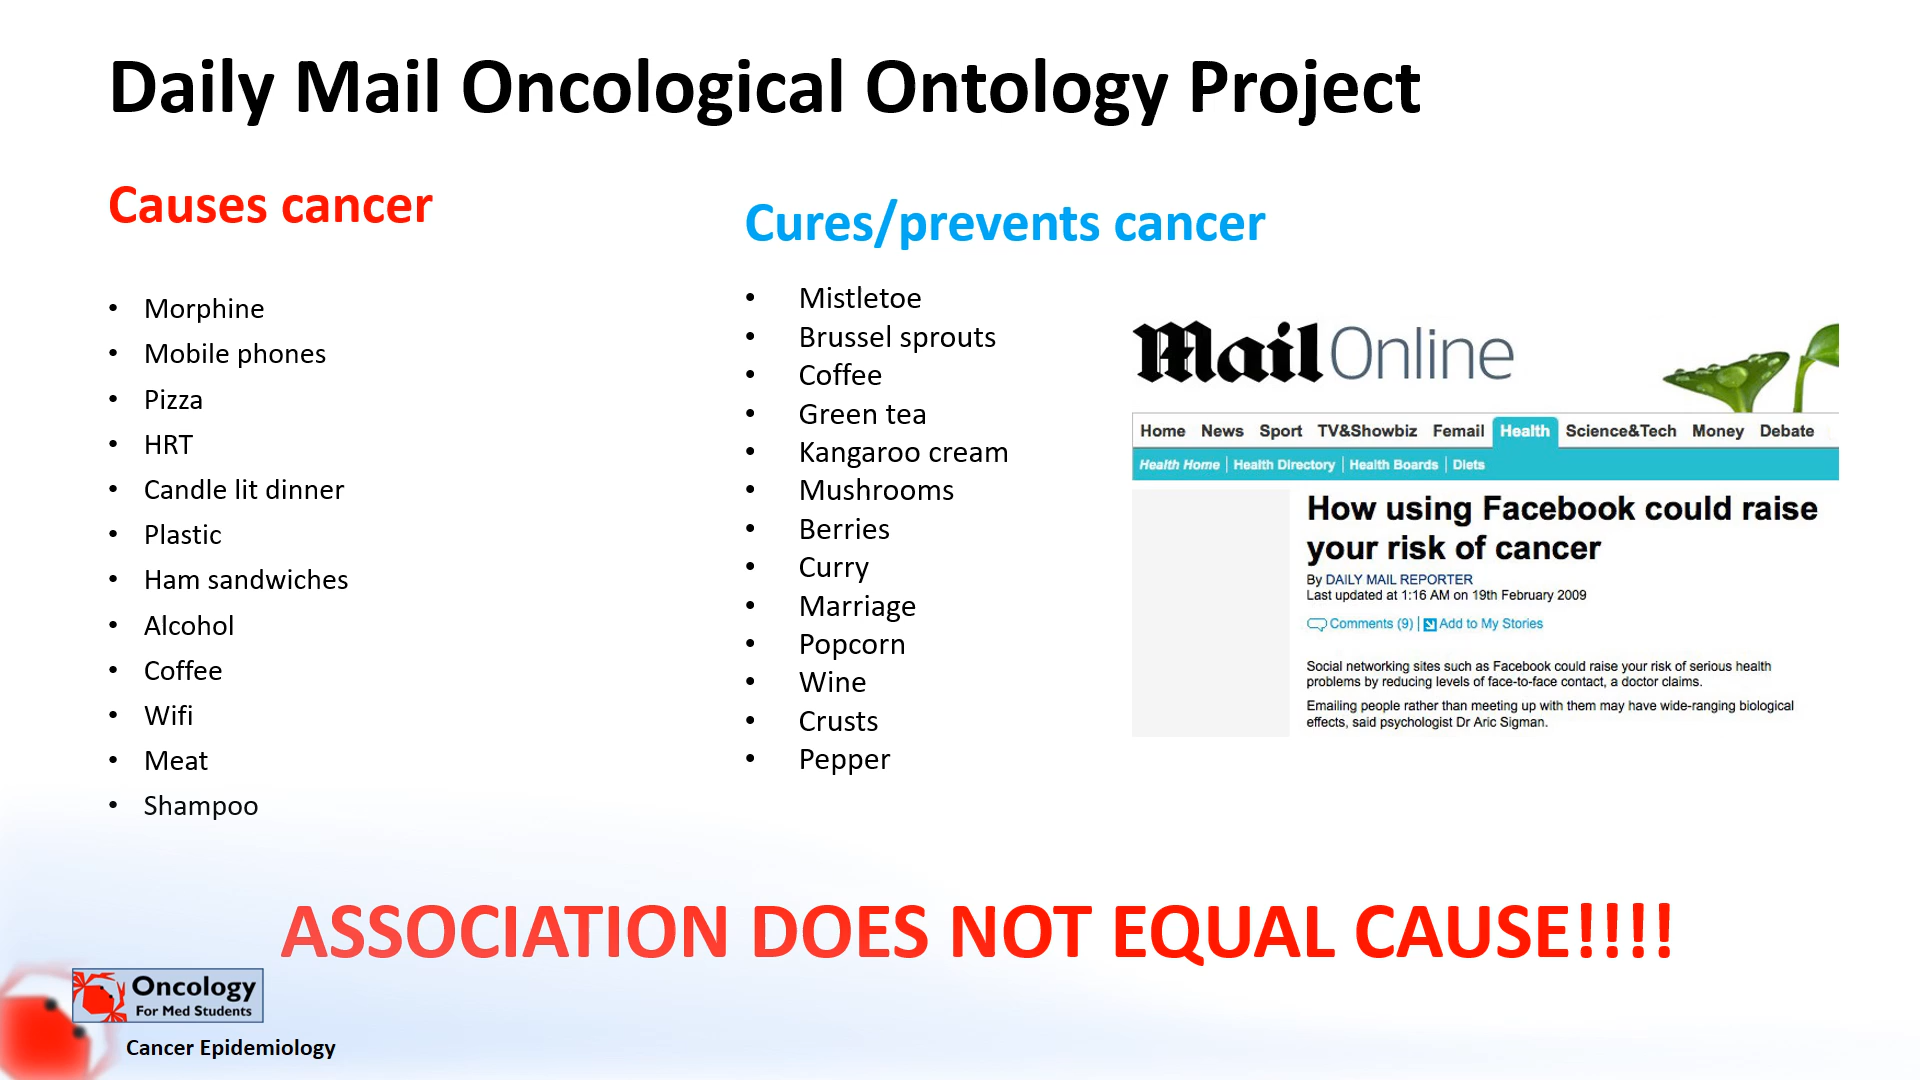 Daily Mail Oncological Ontology Project
Causes cancer
• Morphine
• Mobile phones
• Pizza
• HRT
• Candle lit dinner
• Plastic
• Ham sandwiches
• Alcohol
• Coffee
• Wifi
• Meat
• Shampoo
Cures/prevents cancer
• Mistletoe
• Brussel sprouts
• Coffee
• Green tea
• Kangaroo cream
• Mushrooms
• Berries
• Curry
• Marriage
• Popcorn
• Wine
• Crusts
• Pepper
Mail Online
Home News Sport TV&Showbiz Femail Health Science&Tech Money Debate
Health Home | Health Directory | Health Boards | Diets
How using Facebook could raise
your risk of cancer
By DAILY MAIL REPORTER
Last updated at 1:16 AM on 19th February 2009
Comments (9) | Add to My Stories
Social networking sites such as Facebook could raise your risk of serious health
problems by reducing levels of face-to-face contact, a doctor claims.
Emailing people rather than meeting up with them may have wide-ranging biological
effects, said psychologist Dr Aric Sigman.
ASSOCIATION DOES NOT EQUAL CAUSE!!!!
Oncology
For Med Students
Cancer Epidemiology